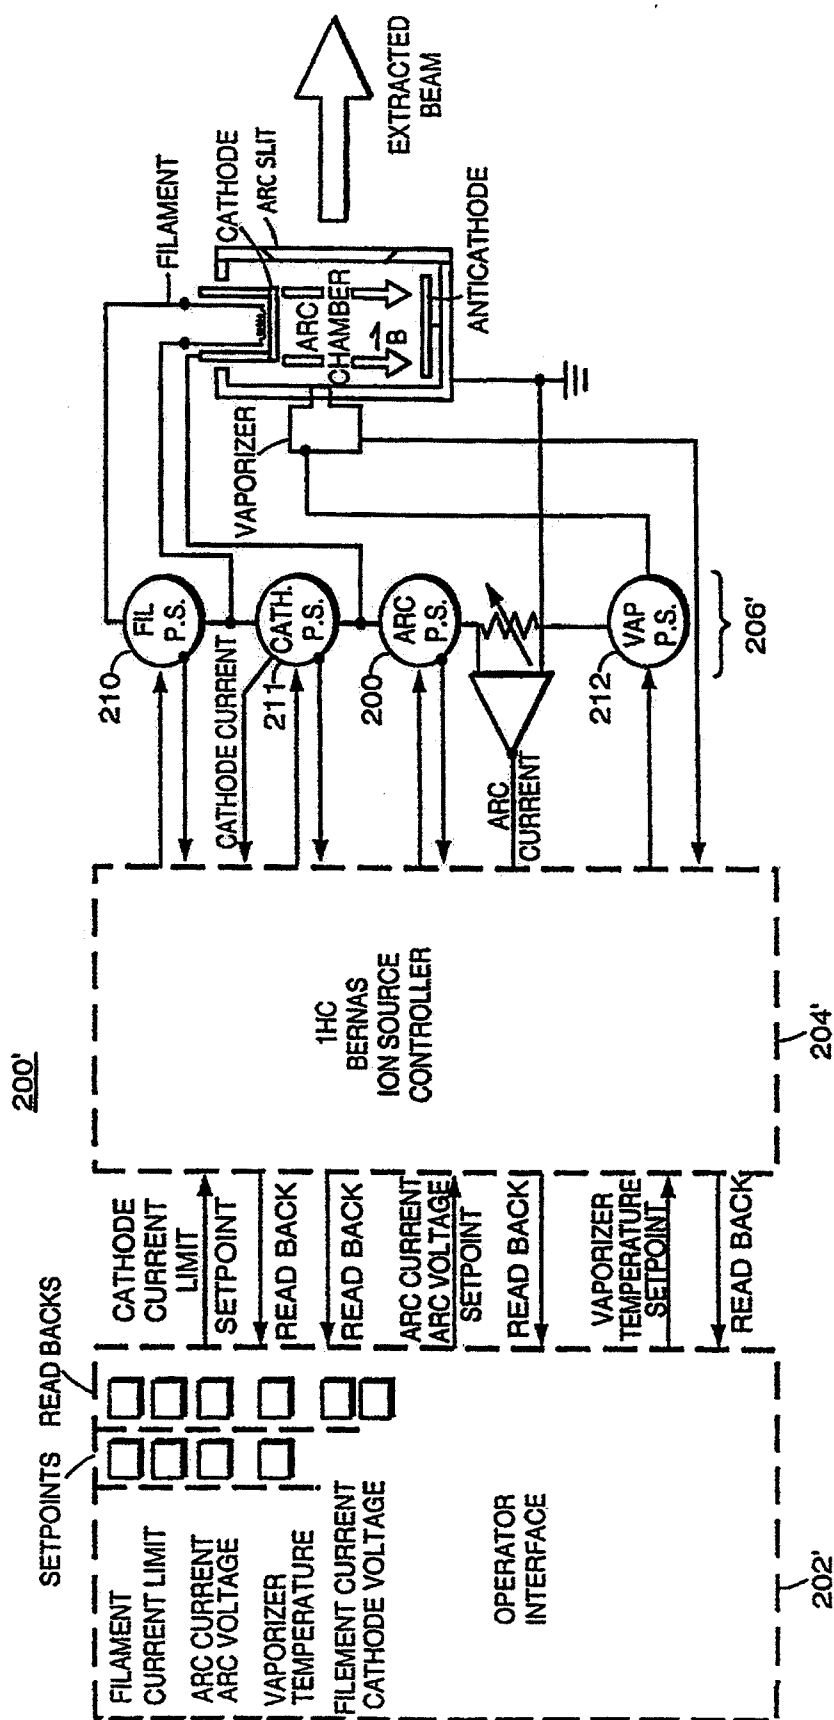 200'
SETPOINTS
READ BACKS
FILAMENT
CURRENT LIMIT
ARC CURRENT
ARC VOLTAGE
VAPORIZER
TEMPERATURE
FILEMENT CURRENT
CATHODE VOLTAGE
OPERATOR
INTERFACE
202'
CATHODE
CURRENT
LIMIT
SETPOINT
READ BACK
READ BACK
ARC CURRENT
ARC VOLTAGE
SETPOINT
READ BACK
VAPORIZER
TEMPERATURE
SETPOINT
READ BACK
1HC
BERNAS
ION SOURCE
CONTROLLER
204'
210
FIL
P.S.
CATHODE CURRENT
211
CATH.
P.S.
200
ARC
P.S.
ARC
CURRENT
212
VAP
P.S.
206'
VAPORIZER
FILAMENT
CATHODE
ARC SLIT
ARC
CHAMBER
B
ANTICATHODE
EXTRACTED
BEAM